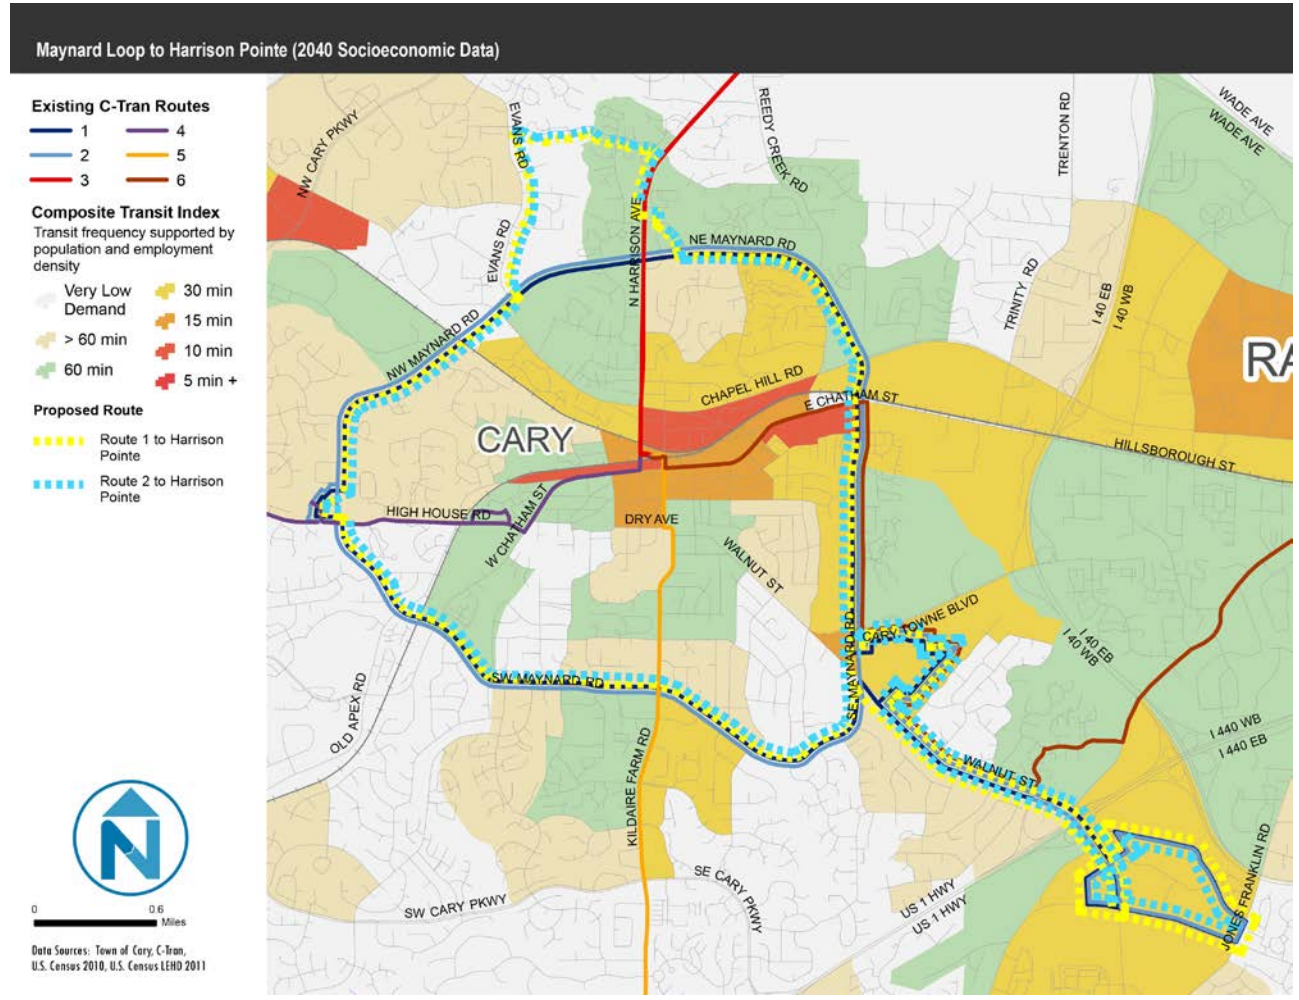 Maynard Loop to Harrison Pointe (2040 Socioeconomic Data)
Existing C-Tran Routes
1
4
2
5
3
6
Composite Transit Index
Transit frequency supported by
population and employment
density
Very Low
Demand
> 60 min
60 min
30 min
15 min
10 min
5 min +
Proposed Route
Route 1 to Harrison
Pointe
Route 2 to Harrison
Pointe
N
0
0.6
Miles
Data Sources: Town of Cary, C-Tran,
U.S. Census 2010, U.S. Census LEHD 2011
NW CARY PKWY
EVANS RD
EVANS RD
N HARRISON AVE
REEDY CREEK RD
TRENTON RD
WADE AVE
WADE AVE
NE MAYNARD RD
TRINITY RD
I 40 EB
I 40 WB
NW MAYNARD RD
CHAPEL HILL RD
E CHATHAM ST
RA
CARY
HILLSBOROUGH ST
HIGH HOUSE RD
W CHATHAM ST
DRY AVE
WALNUT ST
CARY TOWNE BLVD
I 40 EB
I 40 WB
SE MAYNARD RD
SW MAYNARD RD
OLD APEX RD
KILDAIRE FARM RD
WALNUT ST
I 440 WB
I 440 EB
SW CARY PKWY
SE CARY PKWY
US 1 HWY
US 1 HWY
JONES FRANKLIN RD